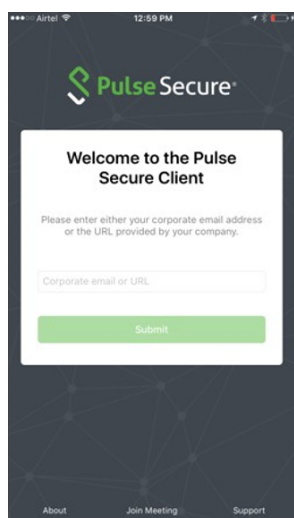 Airtel 12:59 PM
Pulse Secure®
Welcome to the Pulse
Secure Client
Please enter either your corporate email address
or the URL provided by your company.
Corporate email or URL
Submit
About Join Meeting Support